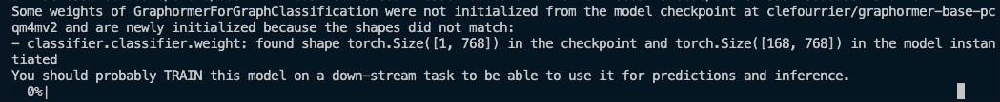 Some weights of GraphormerForGraphClassification were not initialized from the model checkpoint at clefourrier/graphormer-base-pc
qm4mv2 and are newly initialized because the shapes did not match:
- classifier.classifier.weight: found shape torch.Size([1, 768]) in the checkpoint and torch.Size([168, 768]) in the model instan
tiated
You should probably TRAIN this model on a down-stream task to be able to use it for predictions and inference.
  0%|